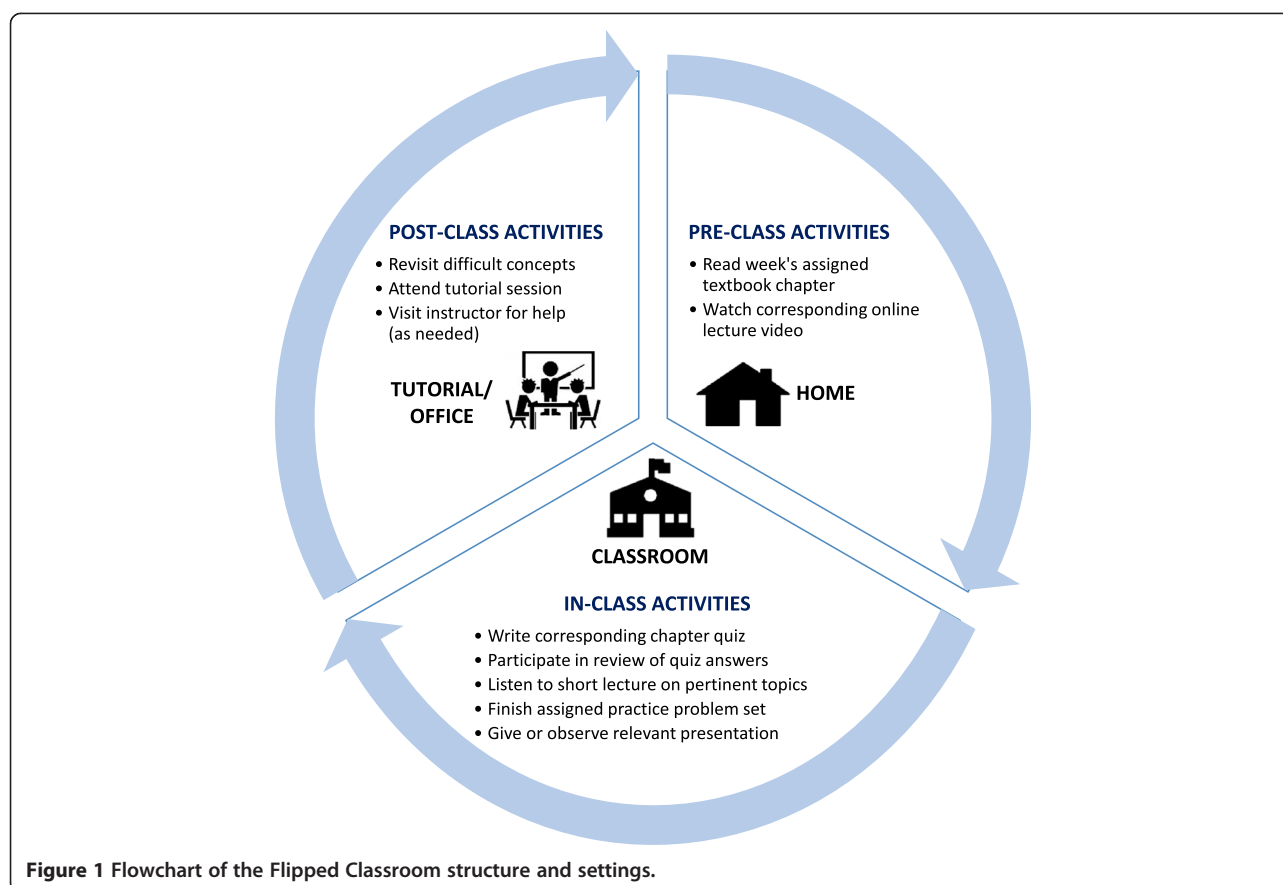 POST-CLASS ACTIVITIES
• Revisit difficult concepts
• Attend tutorial session
• Visit instructor for help
(as needed)
TUTORIAL/
OFFICE
PRE-CLASS ACTIVITIES
• Read week's assigned
textbook chapter
• Watch corresponding online
lecture video
HOME
CLASSROOM
IN-CLASS ACTIVITIES
• Write corresponding chapter quiz
• Participate in review of quiz answers
• Listen to short lecture on pertinent topics
• Finish assigned practice problem set
• Give or observe relevant presentation
Figure 1 Flowchart of the Flipped Classroom structure and settings.